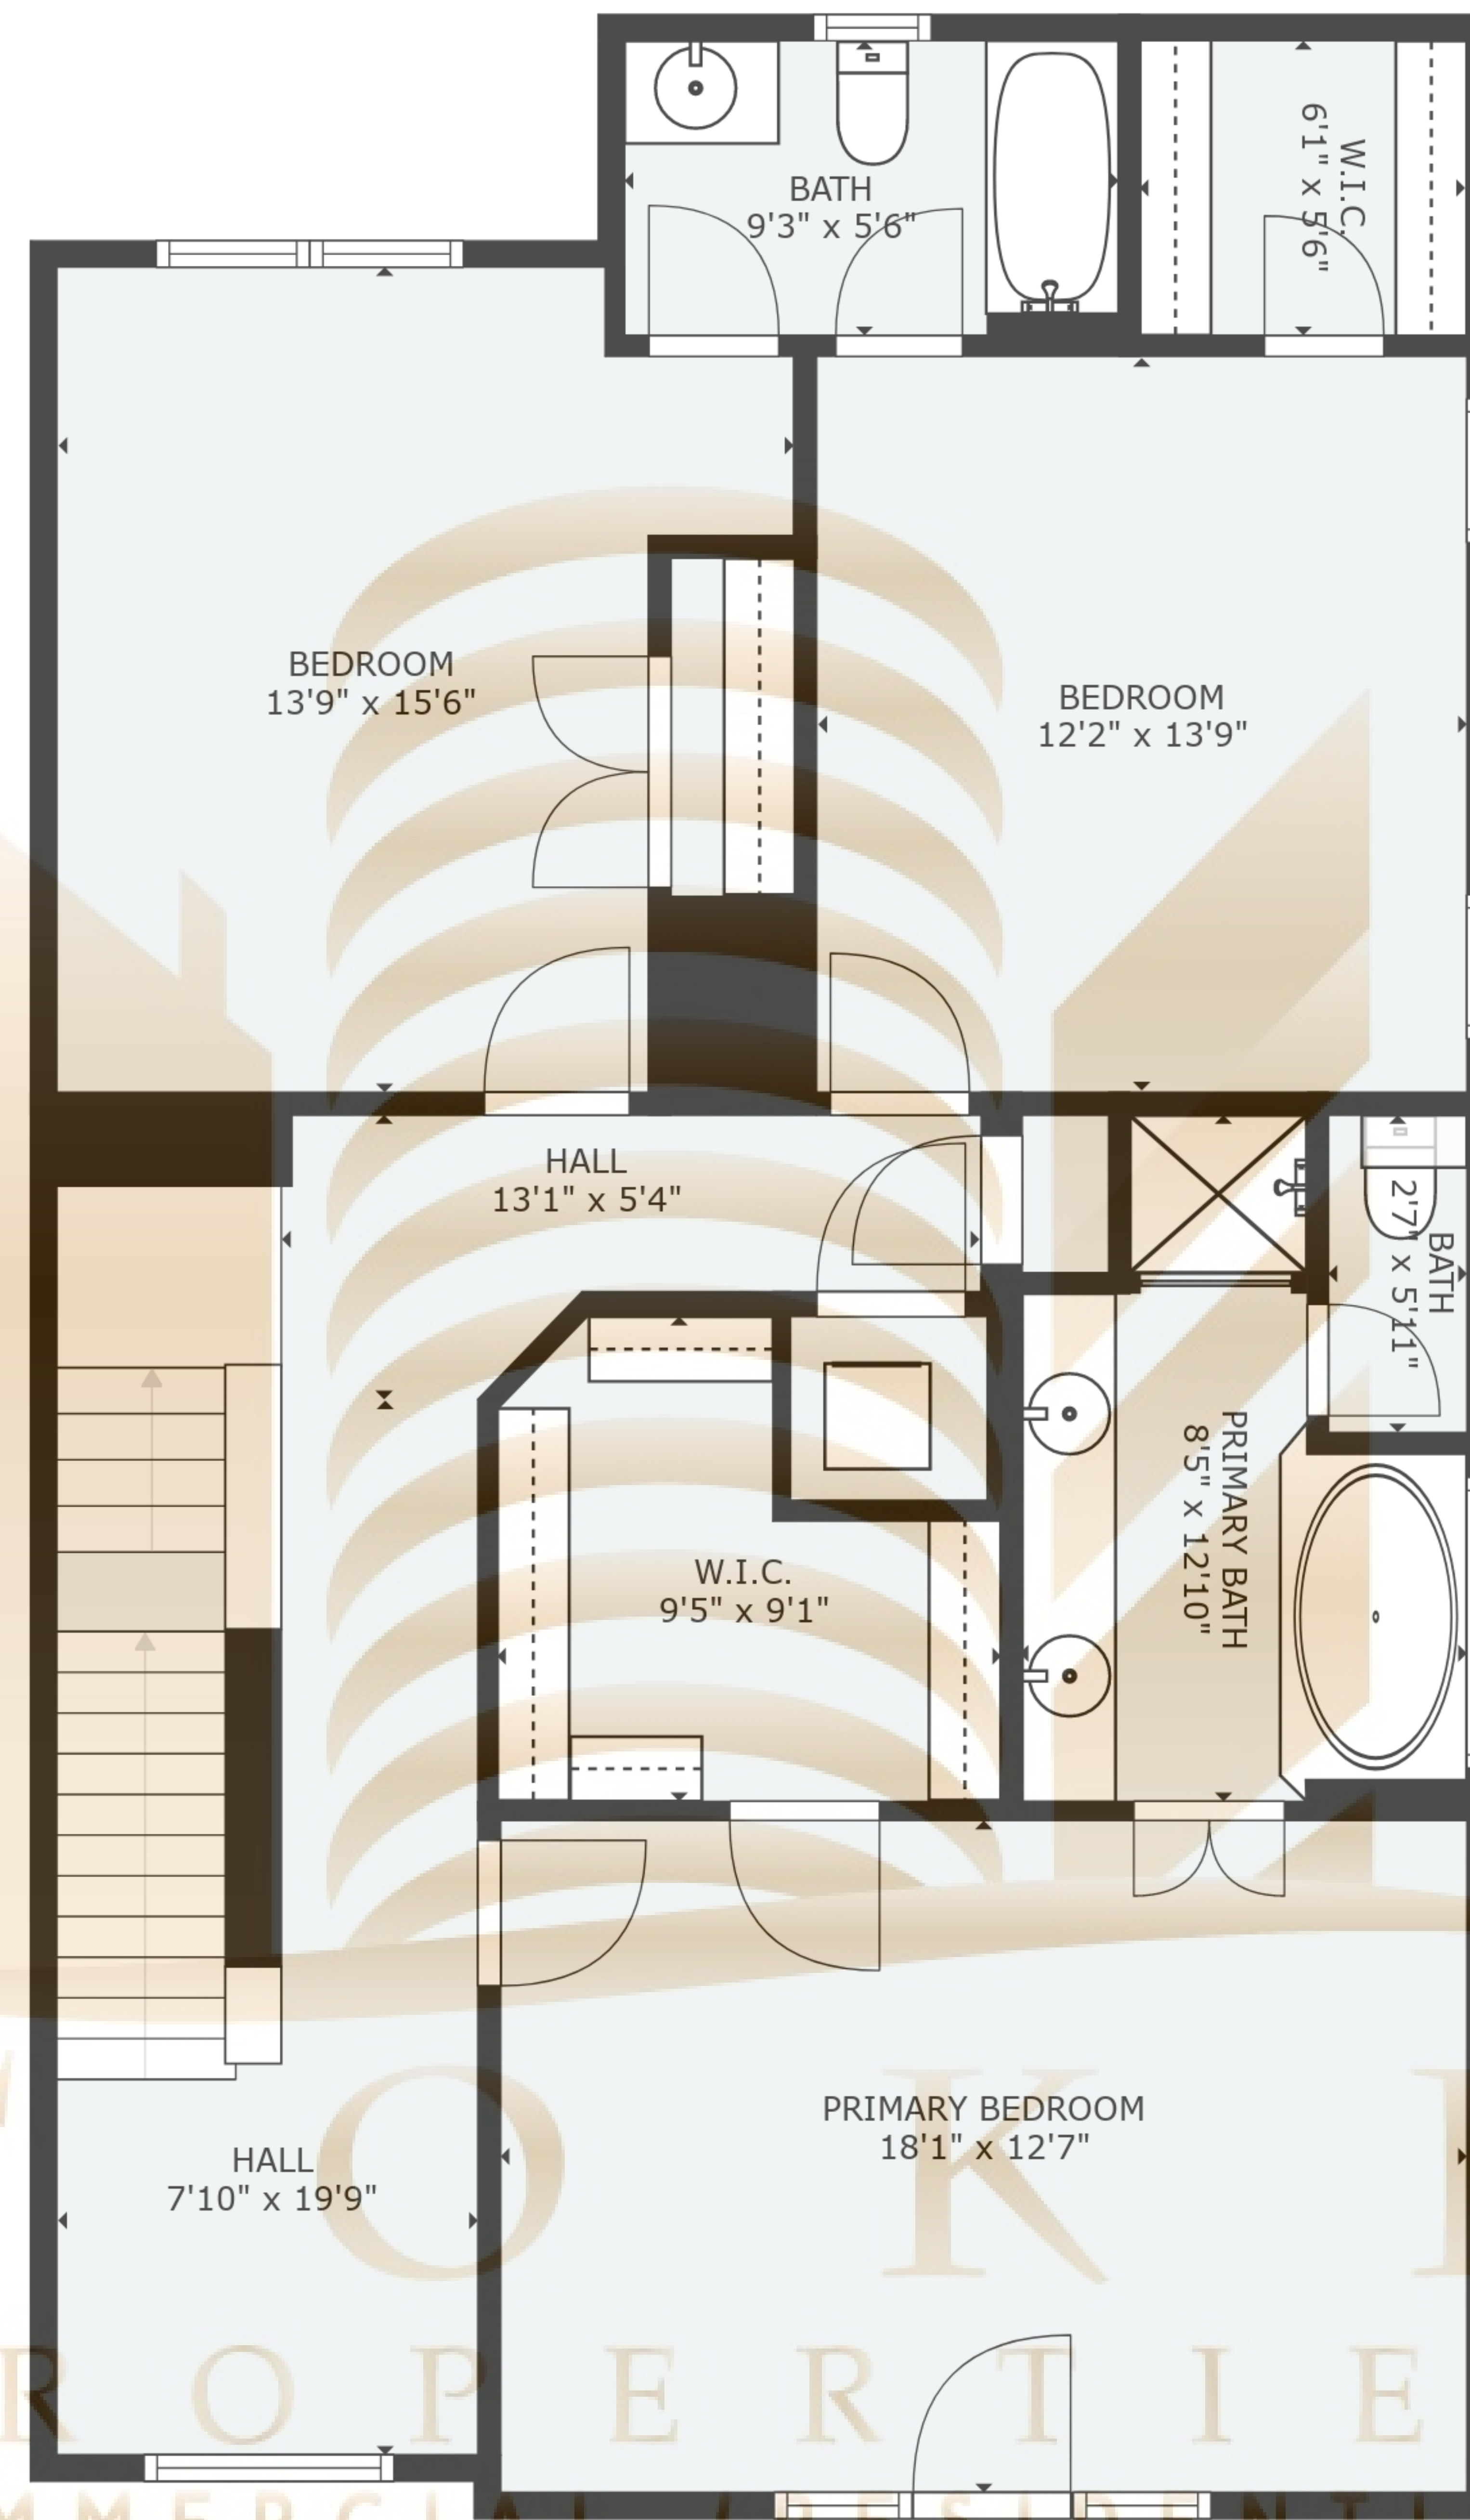 BATH
9'3" x 5'6"
W.I.C.
6'1" x 5'6"
BEDROOM
13'9" x 15'6"
BEDROOM
12'2" x 13'9"
HALL
13'1" x 5'4"
BATH
2'7" x 5'11"
PRIMARY BATH
8'5" x 12'10"
W.I.C.
9'5" x 9'1"
PRIMARY BEDROOM
18'1" x 12'7"
HALL
7'10" x 19'9"
O K
R O P E R T I E